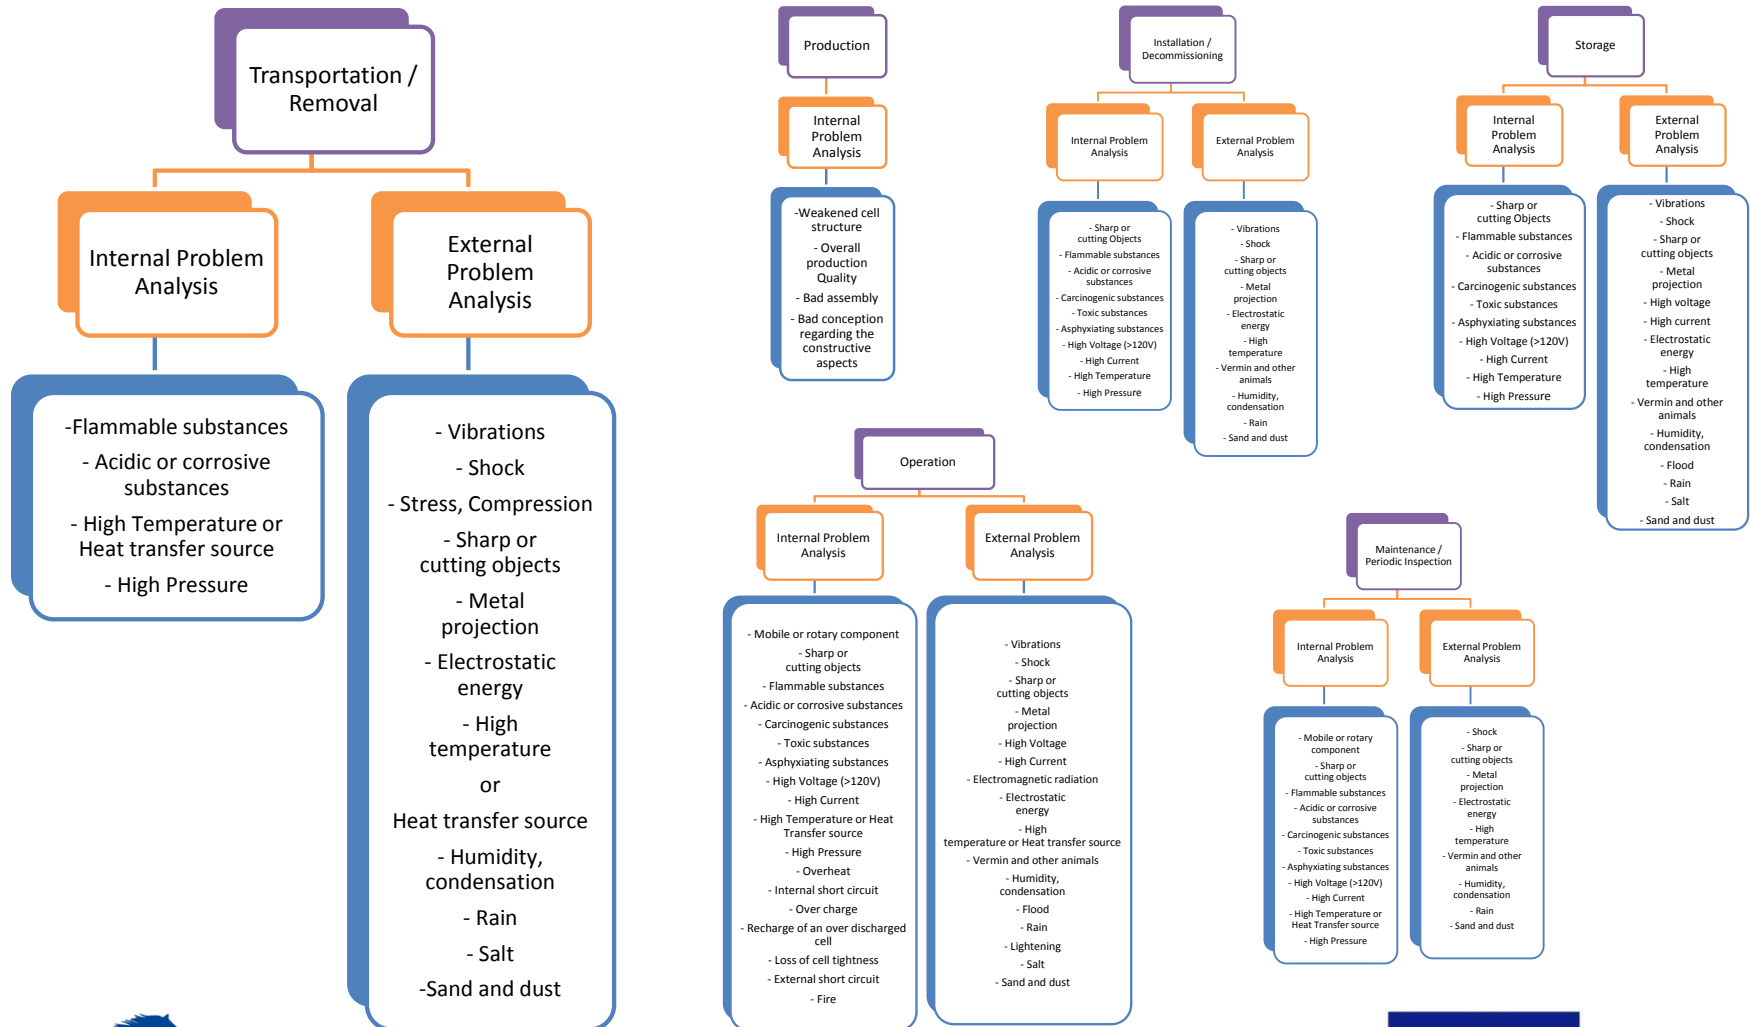 Transportation /
Removal
Internal Problem
Analysis
-Flammable substances
- Acidic or corrosive
substances
- High Temperature or
Heat transfer source
- High Pressure
External
Problem
Analysis
- Vibrations
- Shock
- Stress, Compression
- Sharp or
cutting objects
- Metal
projection
- Electrostatic
energy
- High
temperature
or
Heat transfer source
- Humidity,
condensation
- Rain
- Salt
-Sand and dust
Production
Internal
Problem
Analysis
-Weakened cell
structure
- Overall
production
Quality
- Bad assembly
- Bad conception
regarding the
constructive
aspects
Installation /
Decommissioning
Internal Problem
Analysis
- Sharp or
cutting Objects
- Flammable substances
- Acidic or corrosive
substances
- Carcinogenic substances
- Toxic substances
- Asphyxiating substances
- High Voltage (>120V)
- High Current
- High Temperature
- High Pressure
External Problem
Analysis
- Vibrations
- Shock
- Sharp or
cutting objects
- Metal
projection
- Electrostatic
energy
- High
temperature
- Vermin and other
animals
- Humidity,
condensation
- Rain
- Sand and dust
Storage
Internal
Problem
Analysis
- Sharp or
cutting Objects
- Flammable substances
- Acidic or corrosive
substances
- Carcinogenic substances
- Toxic substances
- Asphyxiating substances
- High Voltage (>120V)
- High Current
- High Temperature
- High Pressure
External
Problem
Analysis
- Vibrations
- Shock
- Sharp or
cutting objects
- Metal
projection
- High voltage
- High current
- Electrostatic
energy
- High
temperature
- Vermin and other
animals
- Humidity,
condensation
- Flood
- Rain
- Salt
- Sand and dust
Operation
Internal Problem
Analysis
- Mobile or rotary component
- Sharp or
cutting objects
- Flammable substances
- Acidic or corrosive substances
- Carcinogenic substances
- Toxic substances
- Asphyxiating substances
- High Voltage (>120V)
- High Current
- High Temperature or Heat
Transfer source
- High Pressure
- Overheat
- Internal short circuit
- Over charge
- Recharge of an over discharged
cell
- Loss of cell tightness
- External short circuit
- Fire
External Problem
Analysis
- Vibrations
- Shock
- Sharp or
cutting objects
- Metal
projection
- High Voltage
- High Current
- Electromagnetic radiation
- Electrostatic
energy
- High
temperature or Heat transfer source
- Vermin and other animals
- Humidity,
condensation
- Flood
- Rain
- Lightening
- Salt
- Sand and dust
Maintenance /
Periodic Inspection
Internal Problem
Analysis
- Mobile or rotary
component
- Sharp or
cutting objects
- Flammable substances
- Acidic or corrosive
substances
- Carcinogenic substances
- Toxic substances
- Asphyxiating substances
- High Voltage (>120V)
- High Current
- High Temperature or
Heat Transfer source
- High Pressure
External Problem
Analysis
- Shock
- Sharp or
cutting objects
- Metal
projection
- Electrostatic
energy
- High
temperature
- Vermin and other
animals
- Humidity,
condensation
- Rain
- Sand and dust